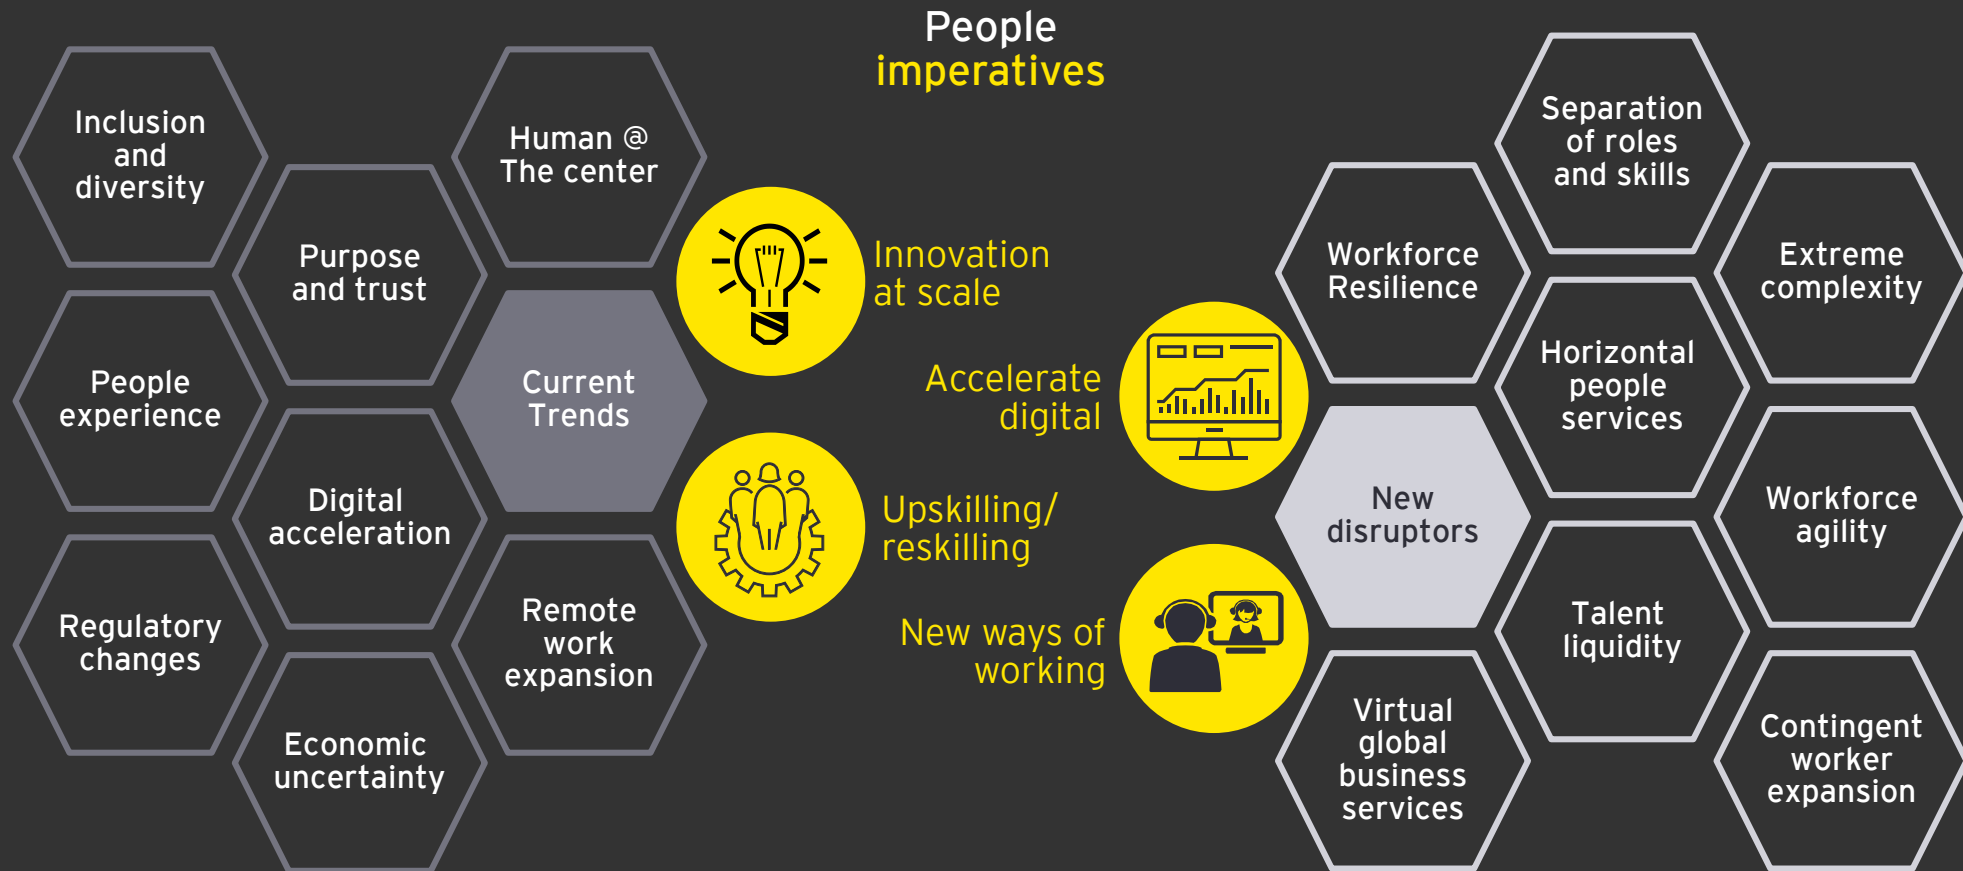 People
imperatives
Inclusion
and
diversity
Human @
The center
Purpose
and trust
People
experience
Current
Trends
Digital
acceleration
Regulatory
changes
Remote
work
expansion
Economic
uncertainty
Innovation
at scale
Accelerate
digital
Upskilling/
reskilling
New ways of
working
Separation
of roles
and skills
Workforce
Resilience
Extreme
complexity
Horizontal
people
services
New
disruptors
Workforce
agility
Talent
liquidity
Virtual
global
business
services
Contingent
worker
expansion